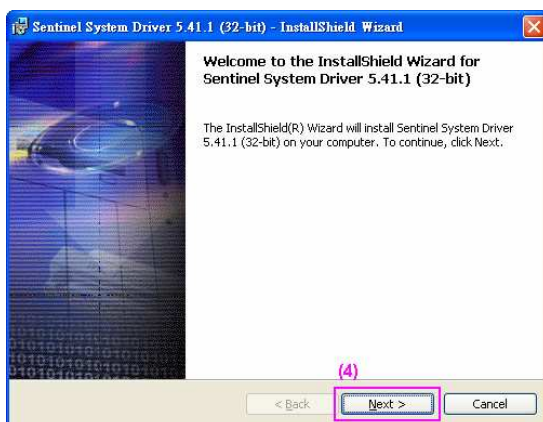 Sentinel System Driver 5.41.1 (32-bit) - InstallShield Wizard
Welcome to the InstallShield Wizard for
Sentinel System Driver 5.41.1 (32-bit)
The InstallShield(R) Wizard will install Sentinel System Driver
5.41.1 (32-bit) on your computer. To continue, click Next.
(4)
< Back
Next >
Cancel